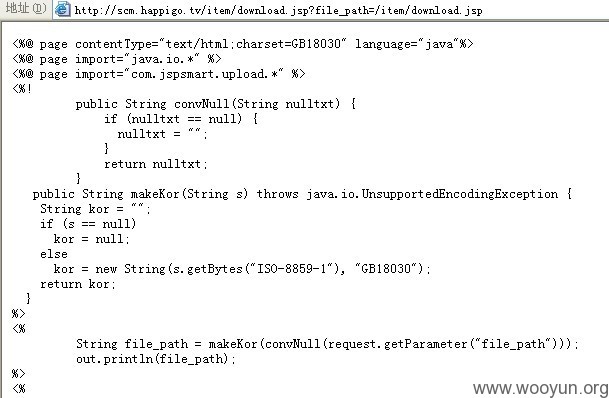 地址(D) http://scm.happigo.tv/item/download.jsp?file_path=/item/download.jsp
<%@ page contentType="text/html;charset=GB18030" language="java"%>
<%@ page import="java.io.*" %>
<%@ page import="com.jspsmart.upload.*" %>
<%!
public String convNull(String nulltxt) {
if (nulltxt == null) {
nulltxt = "";
}
return nulltxt;
}
public String makeKor(String s) throws java.io.UnsupportedEncodingException {
String kor = "";
if (s == null)
kor = null;
else
kor = new String(s.getBytes("ISO-8859-1"), "GB18030");
return kor;
}
%>
<%
String file_path = makeKor(convNull(request.getParameter("file_path")));
out.println(file_path);
%>
<%
www.wooyun.org